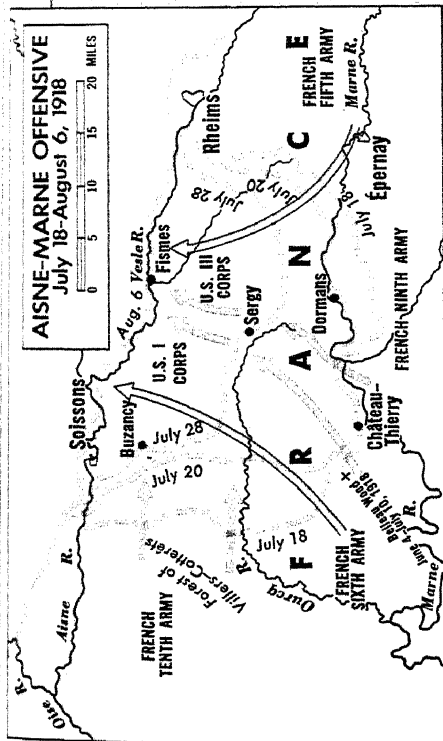 AISNE-MARNE OFFENSIVE
July 18-August 6, 1918
0 5 10 15 20
MILES
Oise R.
Aisne R.
Soissons
Aug. 6 Vesle R.
Fismes
Rheims
Buzancy
U.S. I
CORPS
U.S. III
CORPS
July 28
July 20
July 28
July 20
Forest of
Villers-Cotterêts
FRENCH
TENTH ARMY
July 18
Sergy
Ourcq R.
FRANCE
FRENCH
FIFTH ARMY
Marne R.
FRENCH
SIXTH ARMY
Belleau Wood
June 4-July 10, 1918
Château-
Thierry
Dormans
July 18
Épernay
FRENCH NINTH ARMY
Marne R.